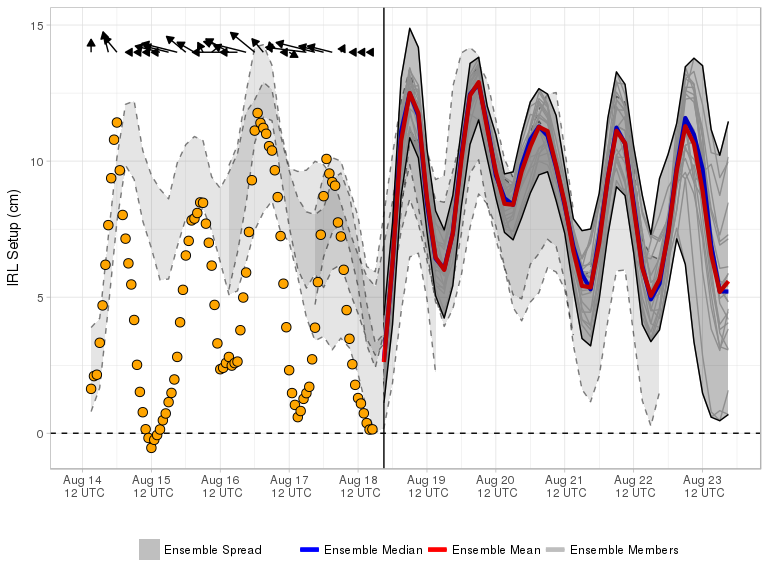 15
10
5
0
IRL Setup (cm)
Aug 14 Aug 15 Aug 16 Aug 17 Aug 18 Aug 19 Aug 20 Aug 21 Aug 22 Aug 23
12 UTC 12 UTC 12 UTC 12 UTC 12 UTC 12 UTC 12 UTC 12 UTC 12 UTC 12 UTC
Ensemble Spread Ensemble Median Ensemble Mean Ensemble Members